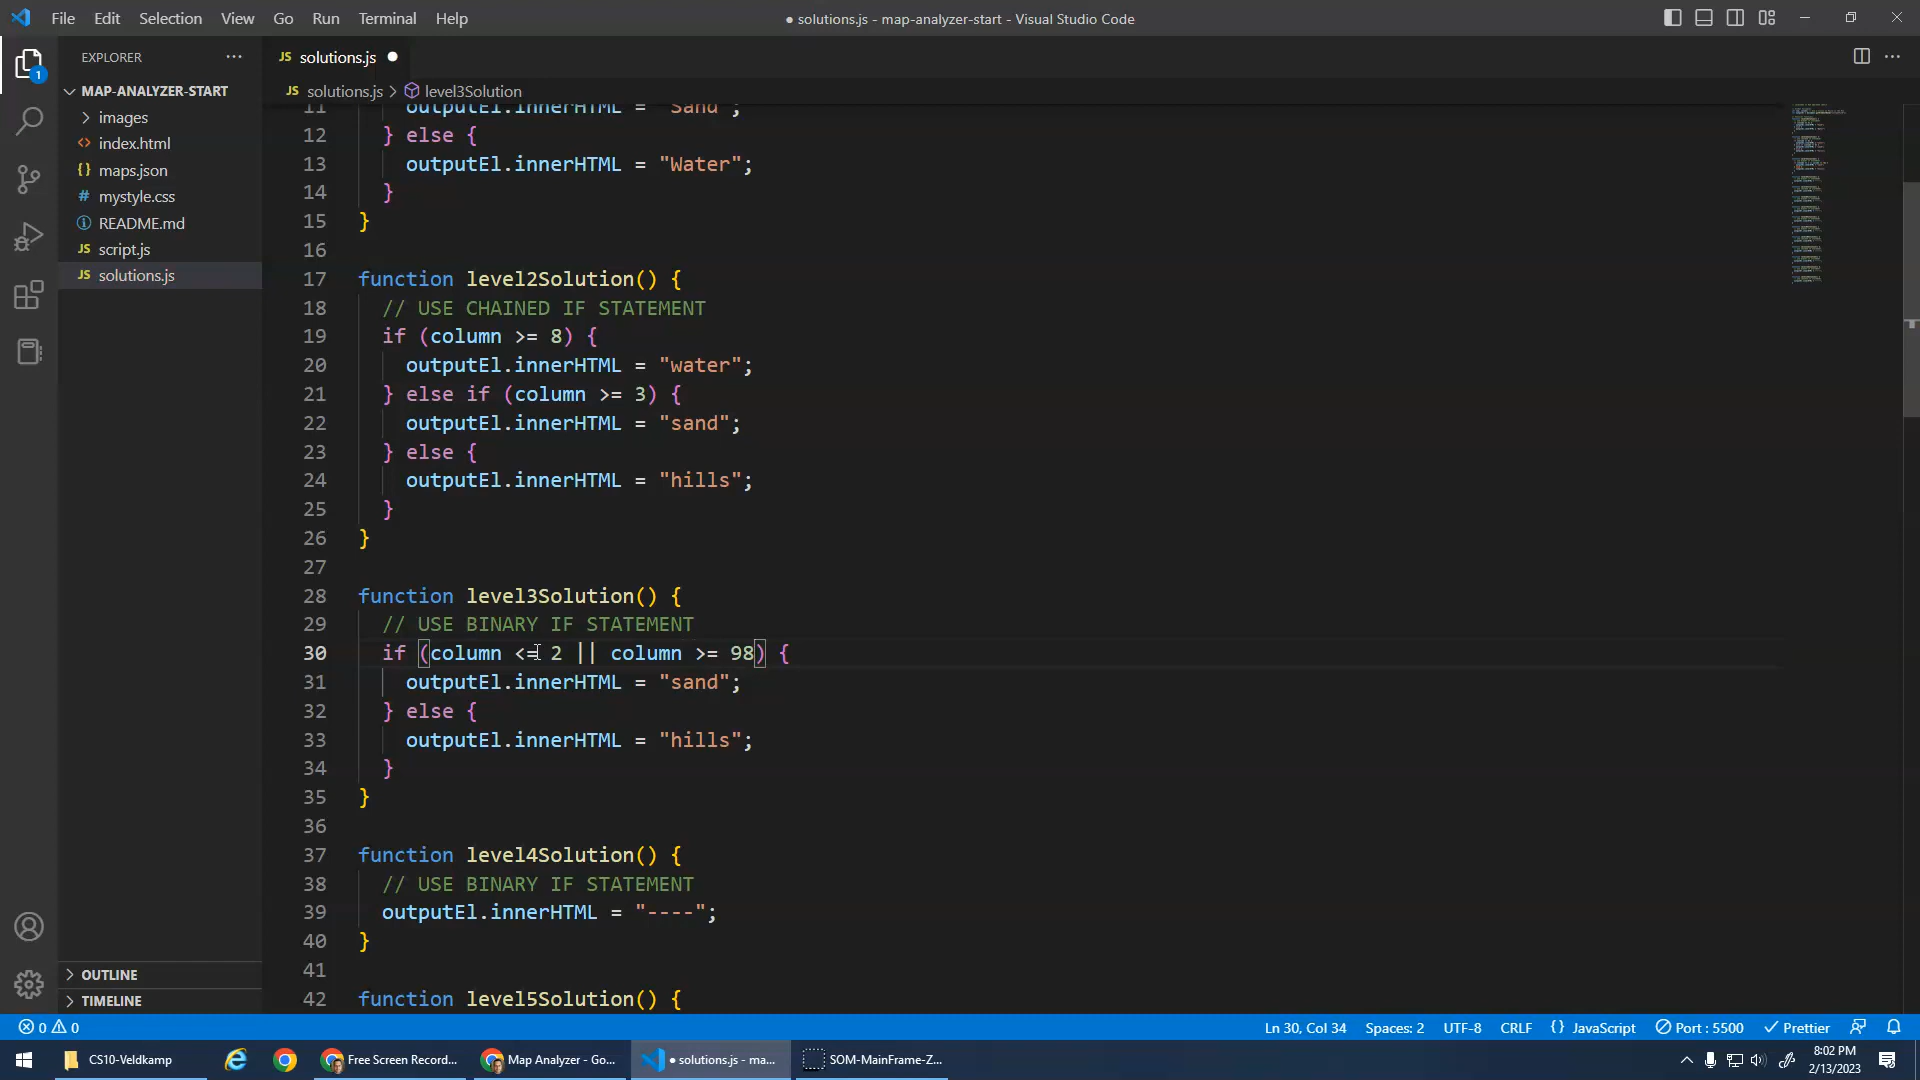 File Edit Selection View Go Run Terminal Help
● solutions.js - map-analyzer-start - Visual Studio Code
EXPLORER
MAP-ANALYZER-START
images
index.html
maps.json
mystyle.css
README.md
script.js
solutions.js
OUTLINE
TIMELINE
1
JS solutions.js ●
JS solutions.js > level3Solution
11 outputEl.innerHTML = "Sand";
12 } else {
13 outputEl.innerHTML = "Water";
14 }
15 }
16
17 function level2Solution() {
18 // USE CHAINED IF STATEMENT
19 if (column >= 8) {
20 outputEl.innerHTML = "water";
21 } else if (column >= 3) {
22 outputEl.innerHTML = "sand";
23 } else {
24 outputEl.innerHTML = "hills";
25 }
26 }
27
28 function level3Solution() {
29 // USE BINARY IF STATEMENT
30 if (column <= 2 || column >= 98) {
31 outputEl.innerHTML = "sand";
32 } else {
33 outputEl.innerHTML = "hills";
34 }
35 }
36
37 function level4Solution() {
38 // USE BINARY IF STATEMENT
39 outputEl.innerHTML = "----";
40 }
41
42 function level5Solution() {
0 0 Ln 30, Col 34 Spaces: 2 UTF-8 CRLF {} JavaScript Port : 5500 Prettier
CS10-Veldkamp Free Screen Record... Map Analyzer - Go... ● solutions.js - ma... SOM-MainFrame-Z...
8:02 PM
2/13/2023